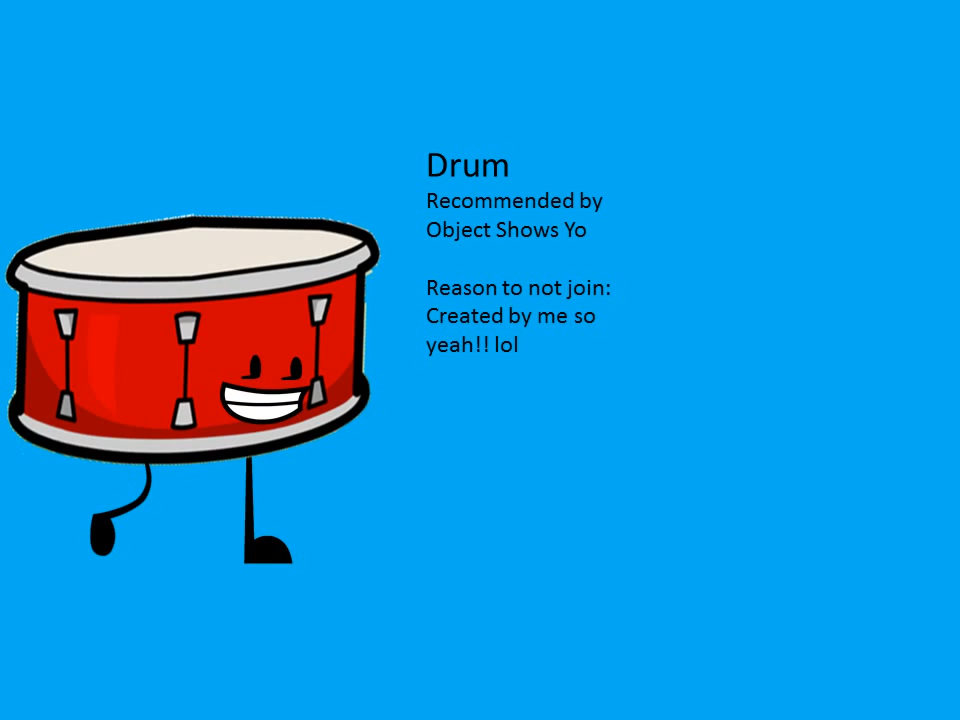 Drum
Recommended by
Object Shows Yo
Reason to not join:
Created by me so
yeah!! lol